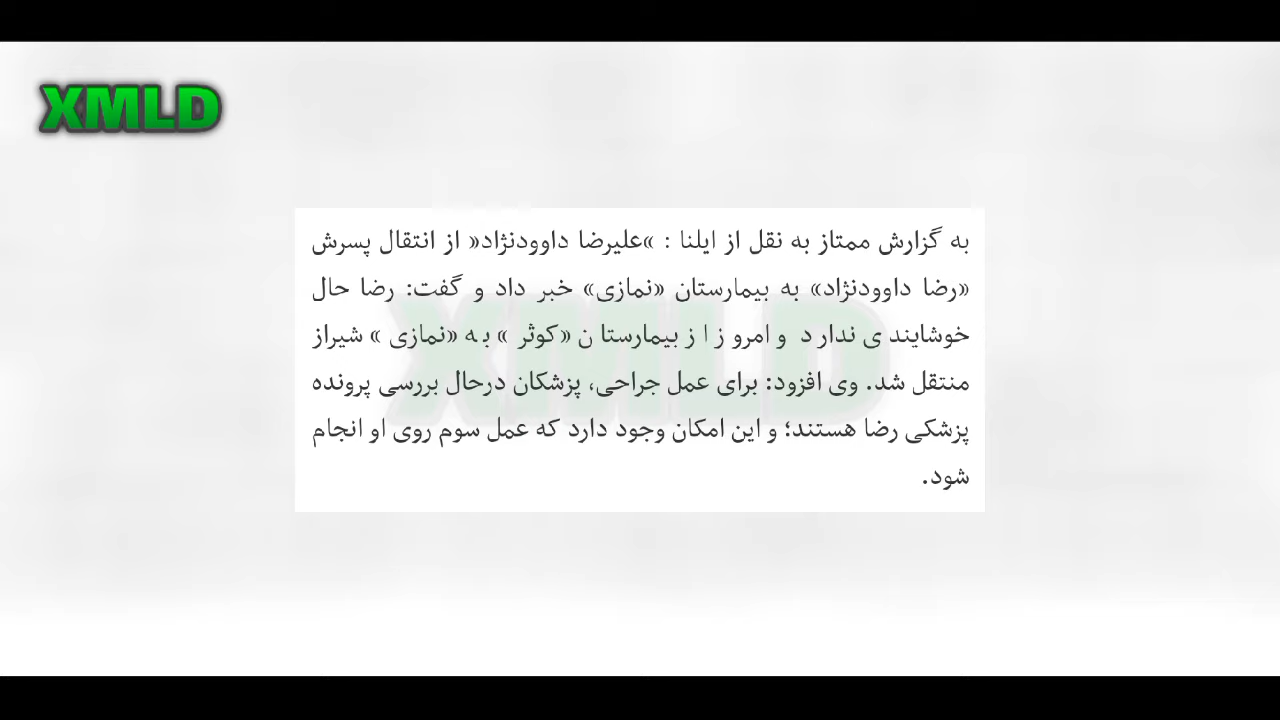 XMLD
به گزارش ممتاز به نقل از ایلنا : »علیرضا داوودنژاد« از انتقال پسرش
«رضا داوودنژاد» به بیمارستان «نمازی» خبر داد و گفت: رضا حال
خوشایند ی ندار د و امرو ز ا ز بیمارستا ن «کوثر » ب ه «نمازی » شیراز
منتقل شد. وی افزود: برای عمل جراحی، پزشکان درحال بررسی پرونده
پزشکی رضا هستند؛ و این امکان وجود دارد که عمل سوم روی او انجام
شود.
XMLD